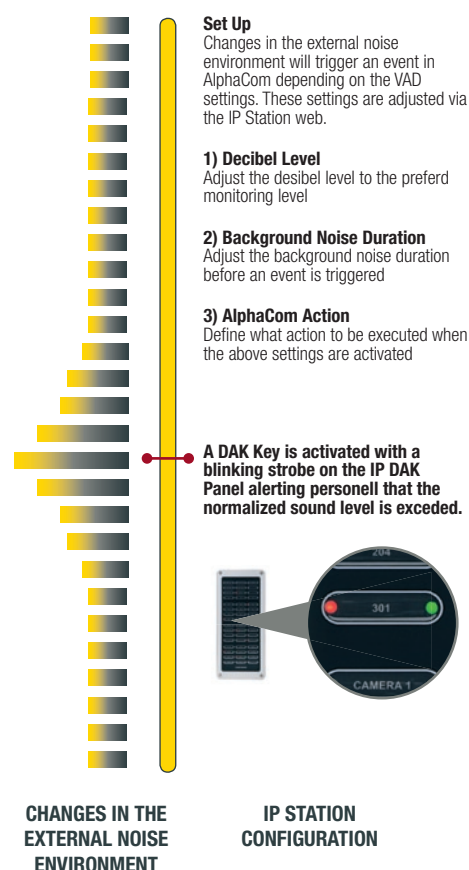 Set Up
Changes in the external noise
environment will trigger an event in
AlphaCom depending on the VAD
settings. These settings are adjusted via
the IP Station web.
1) Decibel Level
Adjust the desibel level to the preferd
monitoring level
2) Background Noise Duration
Adjust the background noise duration
before an event is triggered
3) AlphaCom Action
Define what action to be executed when
the above settings are activated
A DAK Key is activated with a
blinking strobe on the IP DAK
Panel alerting personell that the
normalized sound level is exceded.
204
301
CAMERA 1
CHANGES IN THE
EXTERNAL NOISE
ENVIRONMENT
IP STATION
CONFIGURATION